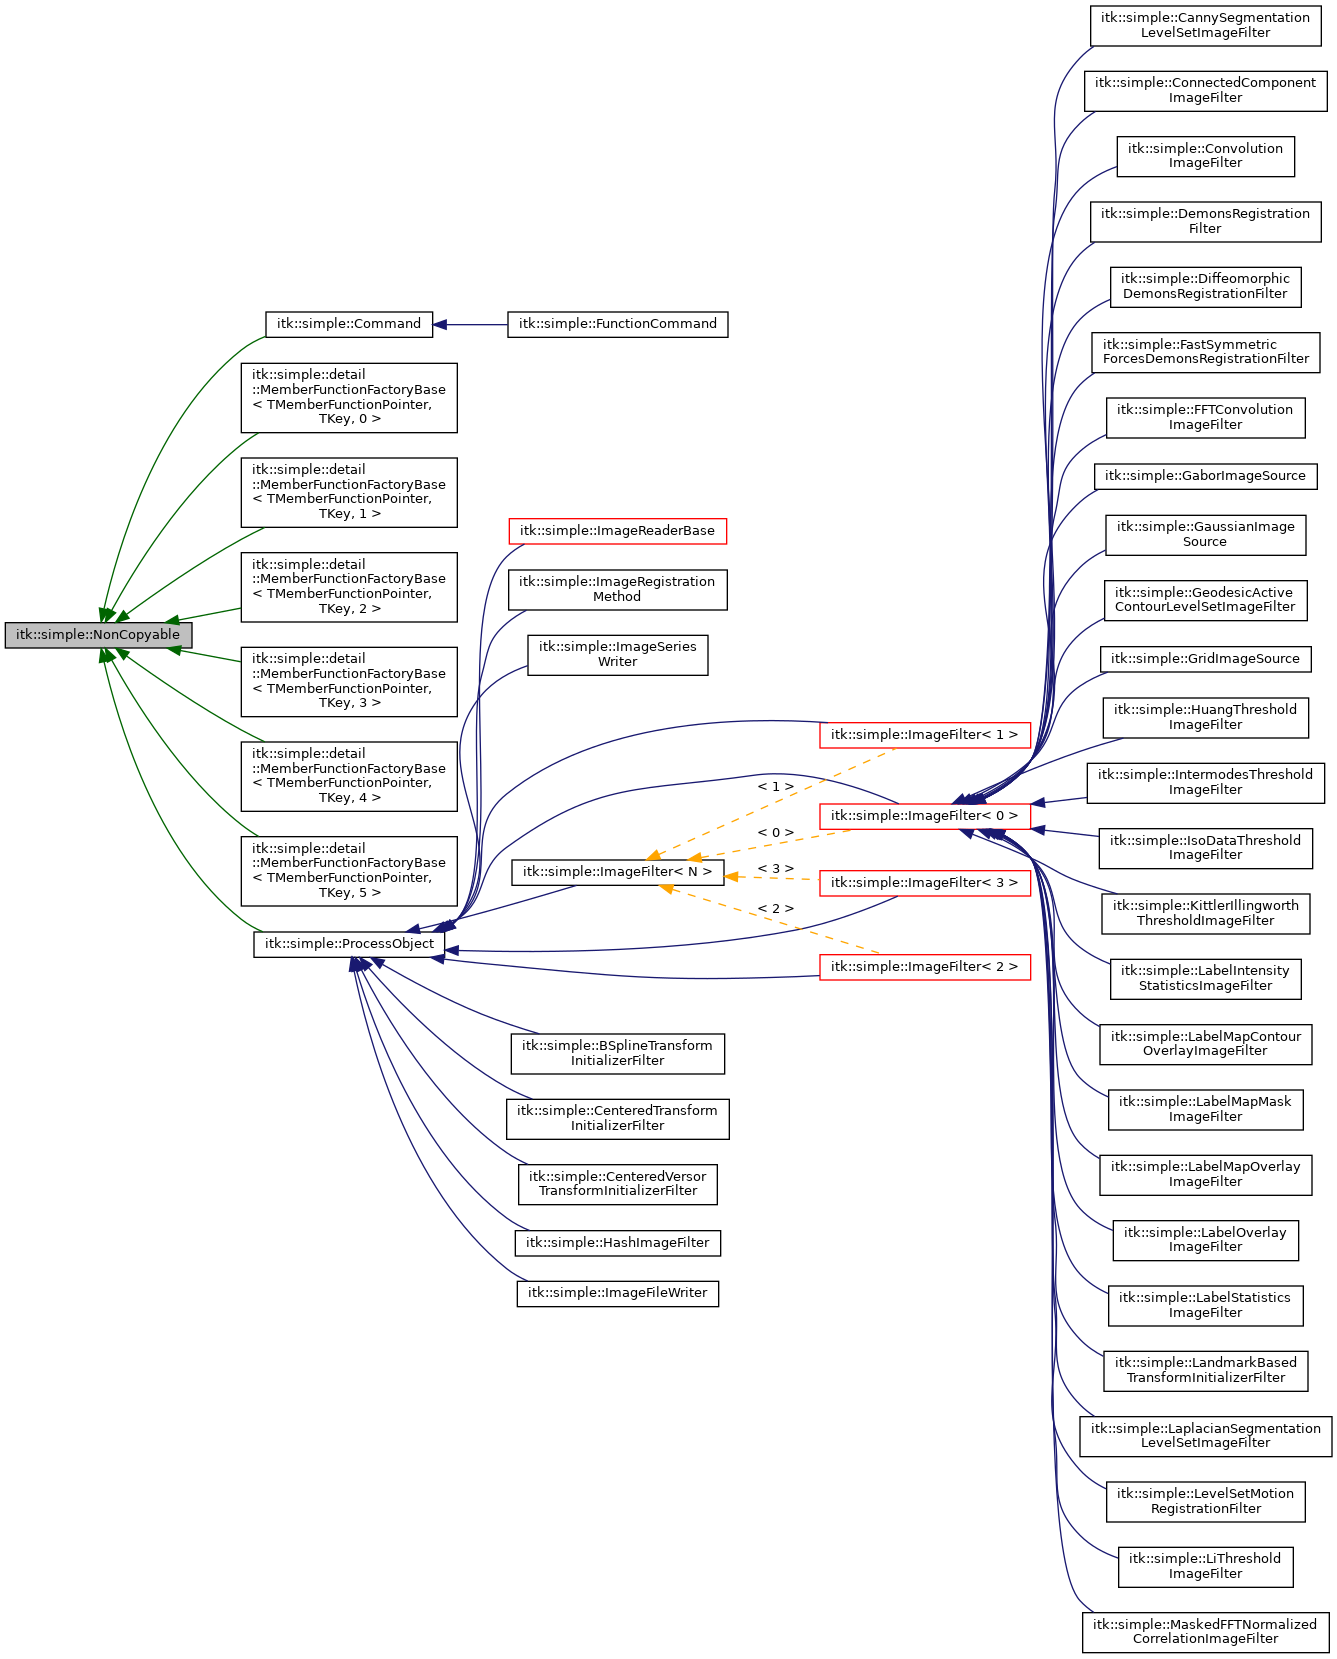 itk::simple::NonCopyable
itk::simple::Command
itk::simple::FunctionCommand
itk::simple::detail
::MemberFunctionFactoryBase
< TMemberFunctionPointer,
TKey, 0 >
itk::simple::detail
::MemberFunctionFactoryBase
< TMemberFunctionPointer,
TKey, 1 >
itk::simple::detail
::MemberFunctionFactoryBase
< TMemberFunctionPointer,
TKey, 2 >
itk::simple::detail
::MemberFunctionFactoryBase
< TMemberFunctionPointer,
TKey, 3 >
itk::simple::detail
::MemberFunctionFactoryBase
< TMemberFunctionPointer,
TKey, 4 >
itk::simple::detail
::MemberFunctionFactoryBase
< TMemberFunctionPointer,
TKey, 5 >
itk::simple::ProcessObject
itk::simple::ImageReaderBase
itk::simple::ImageRegistration
Method
itk::simple::ImageSeries
Writer
itk::simple::ImageFilter< N >
itk::simple::BSplineTransform
InitializerFilter
itk::simple::CenteredTransform
InitializerFilter
itk::simple::CenteredVersor
TransformInitializerFilter
itk::simple::HashImageFilter
itk::simple::ImageFileWriter
< 1 >
< 0 >
< 3 >
< 2 >
itk::simple::ImageFilter< 1 >
itk::simple::ImageFilter< 0 >
itk::simple::ImageFilter< 3 >
itk::simple::ImageFilter< 2 >
itk::simple::CannySegmentation
LevelSetImageFilter
itk::simple::ConnectedComponent
ImageFilter
itk::simple::Convolution
ImageFilter
itk::simple::DemonsRegistration
Filter
itk::simple::Diffeomorphic
DemonsRegistrationFilter
itk::simple::FastSymmetric
ForcesDemonsRegistrationFilter
itk::simple::FFTConvolution
ImageFilter
itk::simple::GaborImageSource
itk::simple::GaussianImage
Source
itk::simple::GeodesicActive
ContourLevelSetImageFilter
itk::simple::GridImageSource
itk::simple::HuangThreshold
ImageFilter
itk::simple::IntermodesThreshold
ImageFilter
itk::simple::IsoDataThreshold
ImageFilter
itk::simple::KittlerIllingworth
ThresholdImageFilter
itk::simple::LabelIntensity
StatisticsImageFilter
itk::simple::LabelMapContour
OverlayImageFilter
itk::simple::LabelMapMask
ImageFilter
itk::simple::LabelMapOverlay
ImageFilter
itk::simple::LabelOverlay
ImageFilter
itk::simple::LabelStatistics
ImageFilter
itk::simple::LandmarkBased
TransformInitializerFilter
itk::simple::LaplacianSegmentation
LevelSetImageFilter
itk::simple::LevelSetMotion
RegistrationFilter
itk::simple::LiThreshold
ImageFilter
itk::simple::MaskedFFTNormalized
CorrelationImageFilter